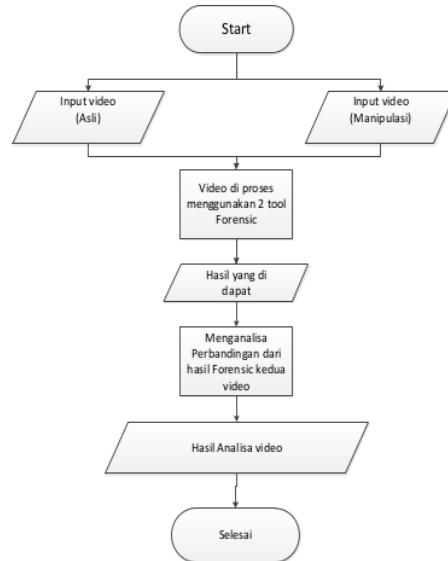 Start
Input video
(Asli)
Input video
(Manipulasi)
Video di proses
menggunakan 2 tool
Forensic
Hasil yang di
dapat
Menganalisa
Perbandingan dari
hasil Forensic kedua
video
Hasil Analisa video
Selesai